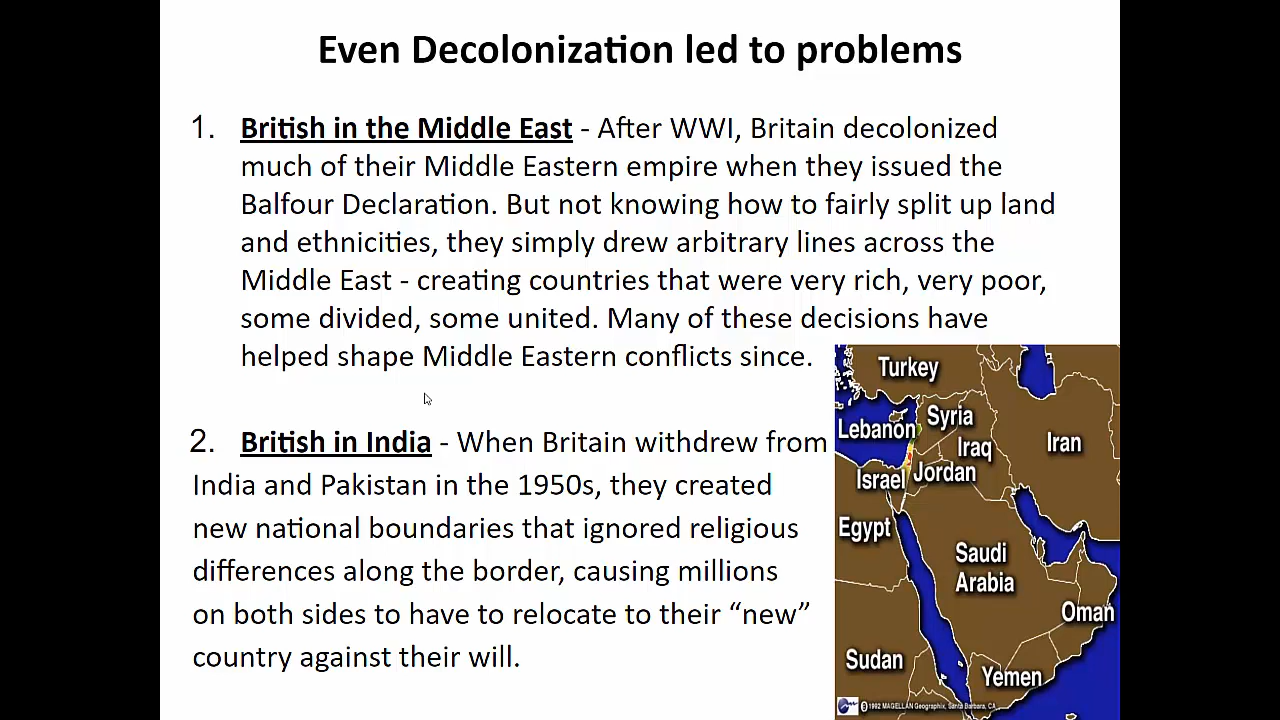 Even Decolonization led to problems
1. British in the Middle East - After WWI, Britain decolonized
much of their Middle Eastern empire when they issued the
Balfour Declaration. But not knowing how to fairly split up land
and ethnicities, they simply drew arbitrary lines across the
Middle East - creating countries that were very rich, very poor,
some divided, some united. Many of these decisions have
helped shape Middle Eastern conflicts since.
2. British in India - When Britain withdrew from
India and Pakistan in the 1950s, they created
new national boundaries that ignored religious
differences along the border, causing millions
on both sides to have to relocate to their “new”
country against their will.
Turkey
Syria
Lebanon
Iraq
Iran
Israel
Jordan
Egypt
Saudi
Arabia
Oman
Sudan
Yemen
©1992 MAGELLAN Geographix, Santa Barbara, CA